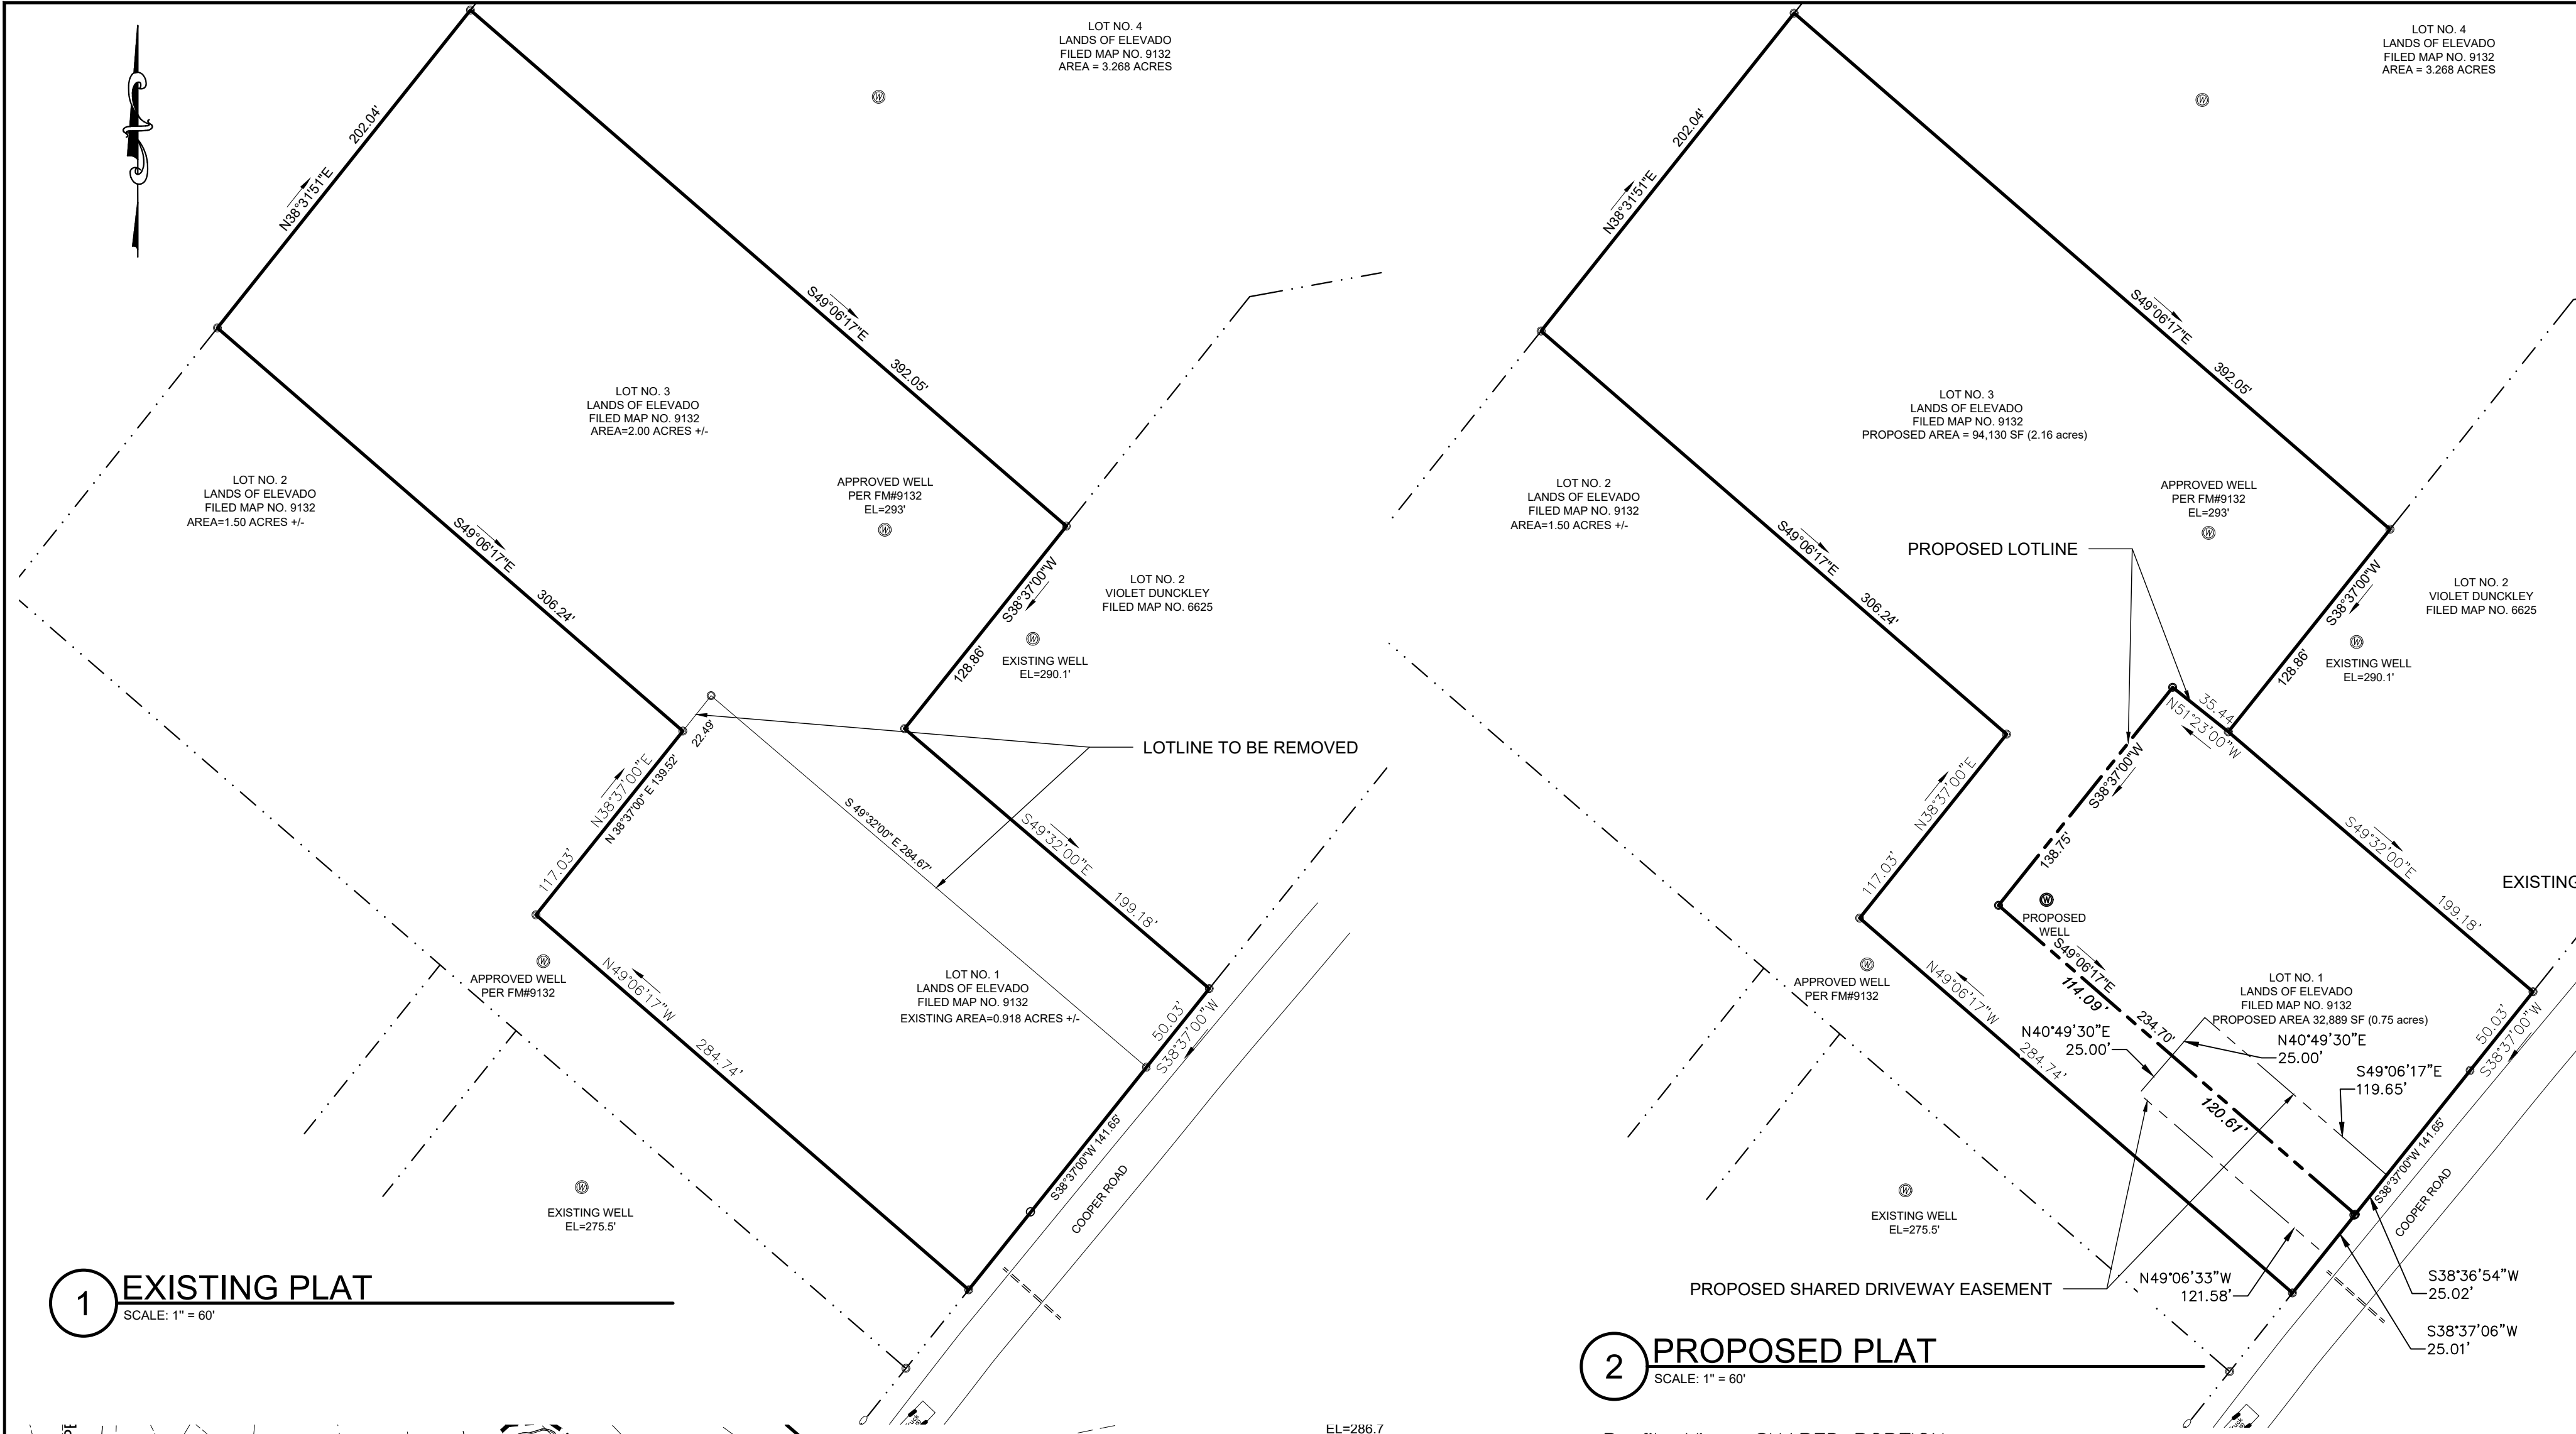 LOT NO. 4
LANDS OF ELEVADO
FILED MAP NO. 9132
AREA = 3.268 ACRES
W
202.04'
N38°31'51"E
S49°06'17"E
392.05'
LOT NO. 3
LANDS OF ELEVADO
FILED MAP NO. 9132
AREA=2.00 ACRES +/-
LOT NO. 2
LANDS OF ELEVADO
FILED MAP NO. 9132
AREA=1.50 ACRES +/-
APPROVED WELL
PER FM#9132
EL=293'
W
S49°06'17"E
306.24'
S38°37'00"W
128.86'
LOT NO. 2
VIOLET DUNCKLEY
FILED MAP NO. 6625
W
EXISTING WELL
EL=290.1'
22.49'
LOTLINE TO BE REMOVED
N38°37'00"E
N 38°37'00" E 139.52'
117.03'
S 49°32'00" E 284.67'
S49°32'00"E
199.18'
W
APPROVED WELL
PER FM#9132
N49°06'17"W
284.74'
LOT NO. 1
LANDS OF ELEVADO
FILED MAP NO. 9132
EXISTING AREA=0.918 ACRES +/-
50.03'
S38°37'00"W
S38°37'00"W 141.65'
COOPER ROAD
W
EXISTING WELL
EL=275.5'
1
EXISTING PLAT
SCALE: 1" = 60'
EL=286.7
LOT NO. 4
LANDS OF ELEVADO
FILED MAP NO. 9132
AREA = 3.268 ACRES
W
202.04'
N38°31'51"E
S49°06'17"E
392.05'
LOT NO. 3
LANDS OF ELEVADO
FILED MAP NO. 9132
PROPOSED AREA = 94,130 SF (2.16 acres)
LOT NO. 2
LANDS OF ELEVADO
FILED MAP NO. 9132
AREA=1.50 ACRES +/-
APPROVED WELL
PER FM#9132
EL=293'
W
PROPOSED LOTLINE
S49°06'17"E
306.24'
S38°37'00"W
128.86'
LOT NO. 2
VIOLET DUNCKLEY
FILED MAP NO. 6625
W
EXISTING WELL
EL=290.1'
35.44
N51°23'00"W
S38°37'00"W
138.75'
N38°37'00"E
117.03'
S49°32'00"E
199.18'
EXISTING
W
PROPOSED
WELL
S49°06'17"E
114.09'
234.70'
120.61'
W
APPROVED WELL
PER FM#9132
N49°06'17"W
284.74'
LOT NO. 1
LANDS OF ELEVADO
FILED MAP NO. 9132
PROPOSED AREA 32,889 SF (0.75 acres)
N40°49'30"E
25.00'
N40°49'30"E
25.00'
S49°06'17"E
119.65'
50.03'
S38°37'00"W
S38°37'00"W 141.65'
COOPER ROAD
W
EXISTING WELL
EL=275.5'
PROPOSED SHARED DRIVEWAY EASEMENT
N49°06'33"W
121.58'
S38°36'54"W
25.02'
S38°37'06"W
25.01'
2
PROPOSED PLAT
SCALE: 1" = 60'